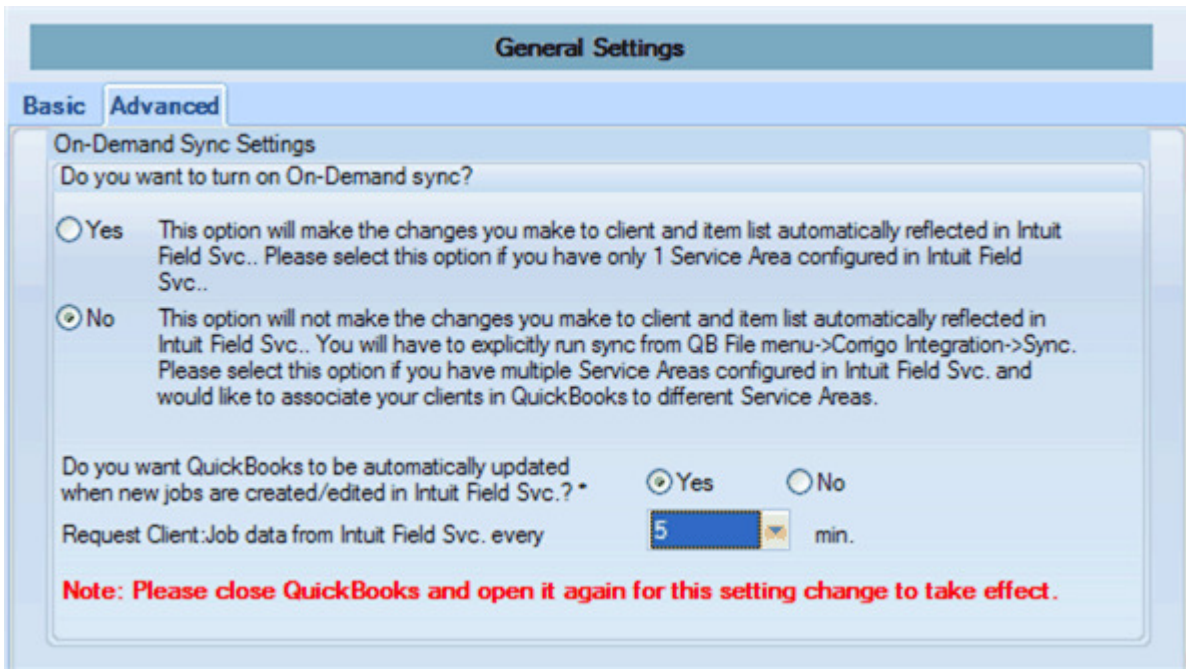 General Settings
Basic Advanced
On-Demand Sync Settings
Do you want to turn on On-Demand sync?
Yes This option will make the changes you make to client and item list automatically reflected in Intuit
Field Svc.. Please select this option if you have only 1 Service Area configured in Intuit Field
Svc..
No This option will not make the changes you make to client and item list automatically reflected in
Intuit Field Svc.. You will have to explicitly run sync from QB File menu->Corrigo Integration->Sync.
Please select this option if you have multiple Service Areas configured in Intuit Field Svc. and
would like to associate your clients in QuickBooks to different Service Areas.
Do you want QuickBooks to be automatically updated
when new jobs are created/edited in Intuit Field Svc.? * Yes No
Request Client:Job data from Intuit Field Svc. every 5 min.
Note: Please close QuickBooks and open it again for this setting change to take effect.